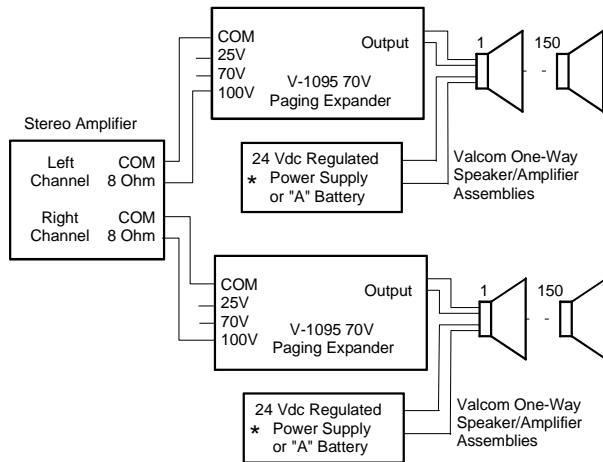 COM
25V
70V
100V
Output
V-1095 70V
Paging Expander
1
150
Stereo Amplifier
Left
Channel
COM
8 Ohm
Right
Channel
COM
8 Ohm
24 Vdc Regulated
* Power Supply
or "A" Battery
Valcom One-Way
Speaker/Amplifier
Assemblies
COM
25V
70V
100V
Output
V-1095 70V
Paging Expander
1
150
24 Vdc Regulated
* Power Supply
or "A" Battery
Valcom One-Way
Speaker/Amplifier
Assemblies